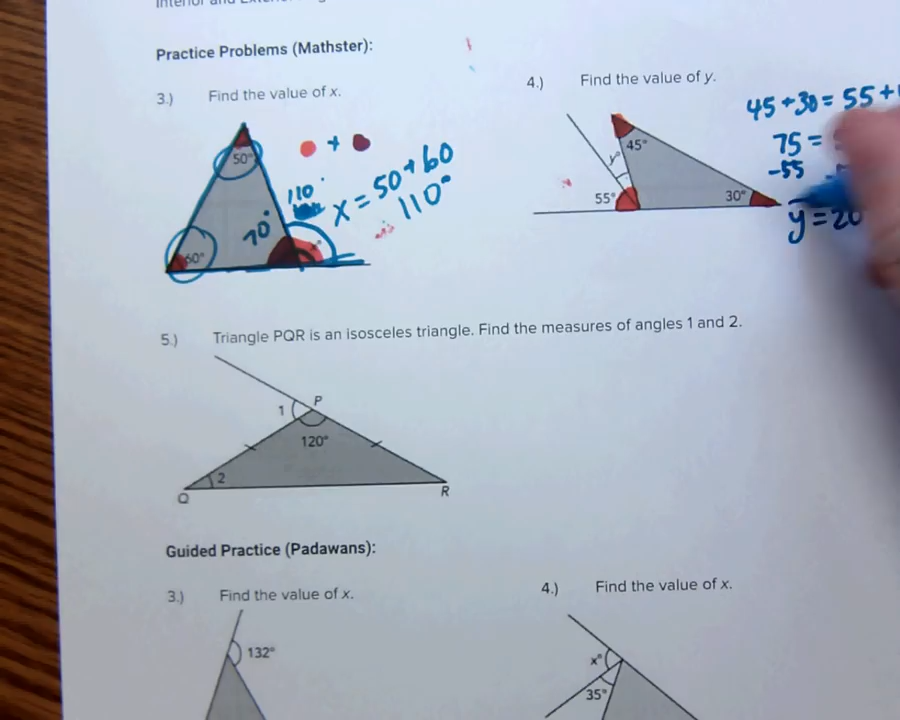 Interior and
Practice Problems (Mathster):
3.) Find the value of x.
50°
60°
70°
110°
+
x = 50+60
110°
4.) Find the value of y.
45°
y°
55°
30°
45+30 = 55+
75 =
-55
y=20
5.) Triangle PQR is an isosceles triangle. Find the measures of angles 1 and 2.
1
P
120°
2
Q
R
Guided Practice (Padawans):
3.) Find the value of x.
132°
4.) Find the value of x.
x°
35°